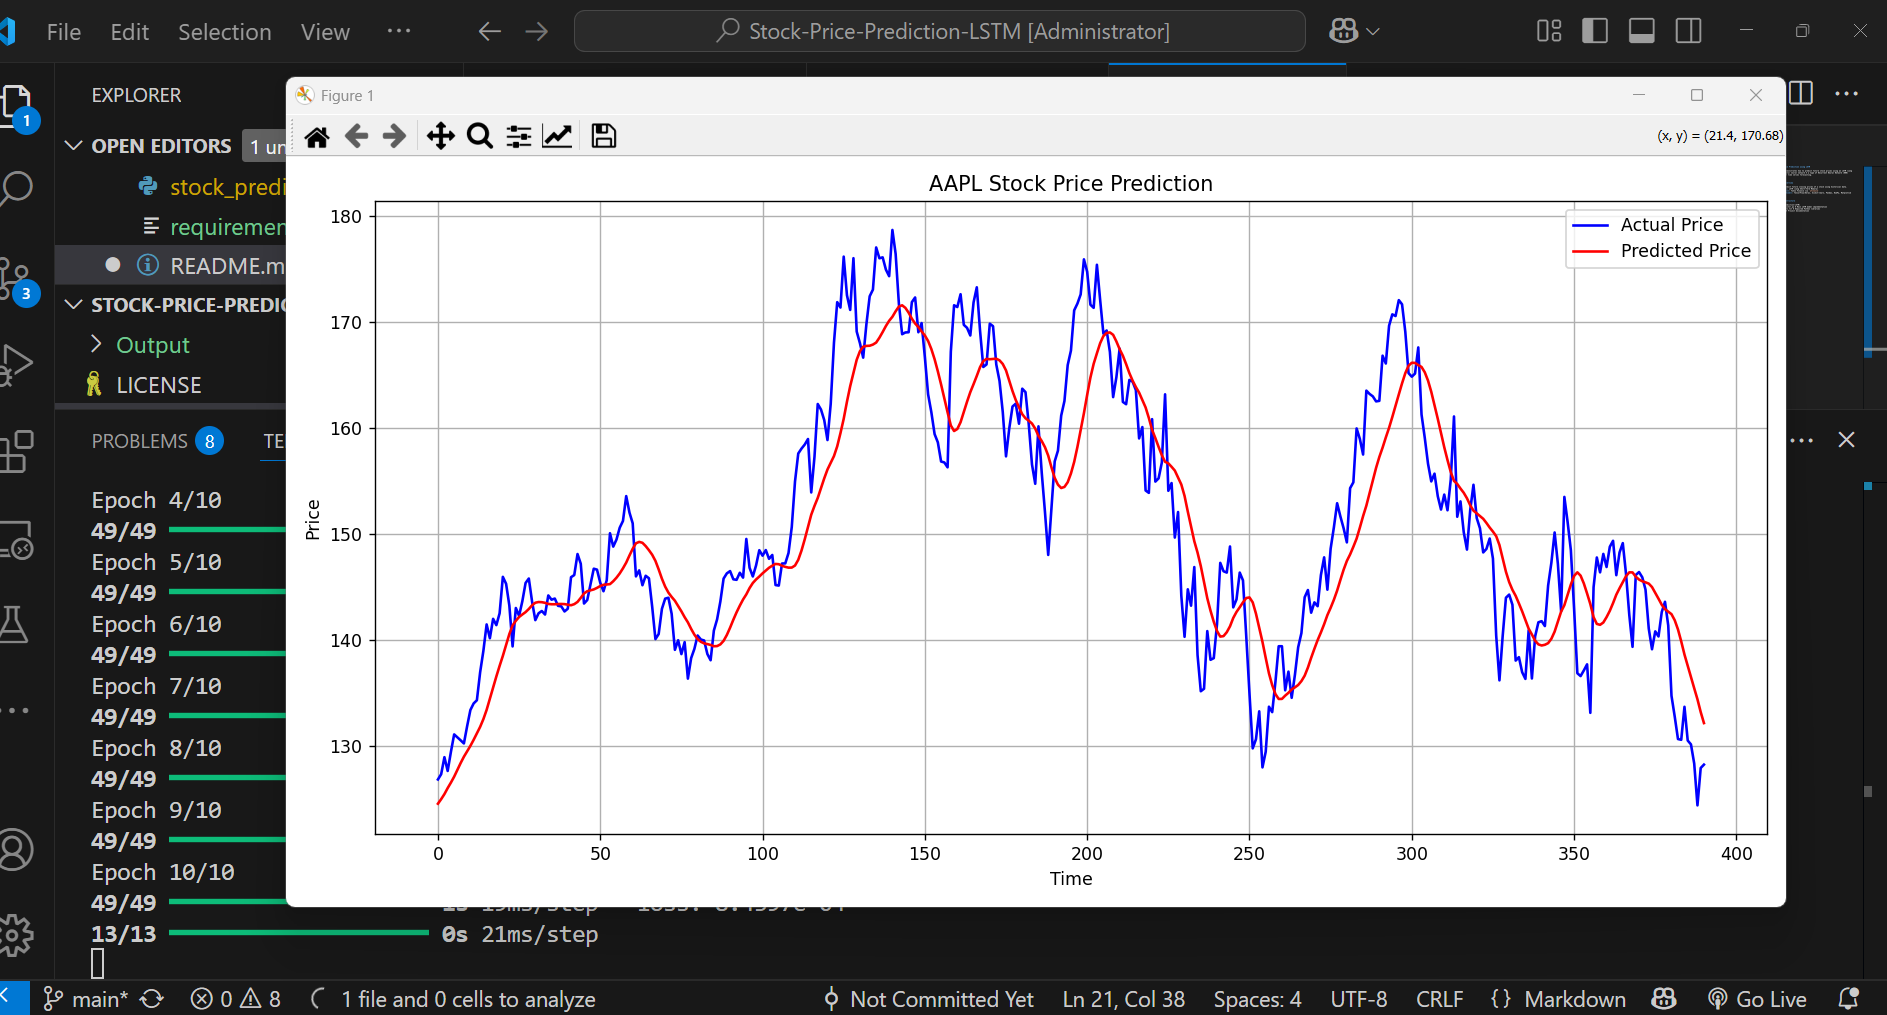 File Edit Selection View ···
Stock-Price-Prediction-LSTM [Administrator]
EXPLORER
1
OPEN EDITORS 1 un
stock_predi
requiremen
README.m
3
STOCK-PRICE-PREDIC
Output
LICENSE
PROBLEMS 8 TE
Epoch 4/10
49/49
Epoch 5/10
49/49
Epoch 6/10
49/49
Epoch 7/10
49/49
Epoch 8/10
49/49
Epoch 9/10
49/49
Epoch 10/10
49/49
13/13 0s 21ms/step
Figure 1
(x, y) = (21.4, 170.68)
AAPL Stock Price Prediction
Actual Price
Predicted Price
180
170
160
150
140
130
Price
0 50 100 150 200 250 300 350 400
Time
main* 0 8 1 file and 0 cells to analyze Not Committed Yet Ln 21, Col 38 Spaces: 4 UTF-8 CRLF {} Markdown Go Live